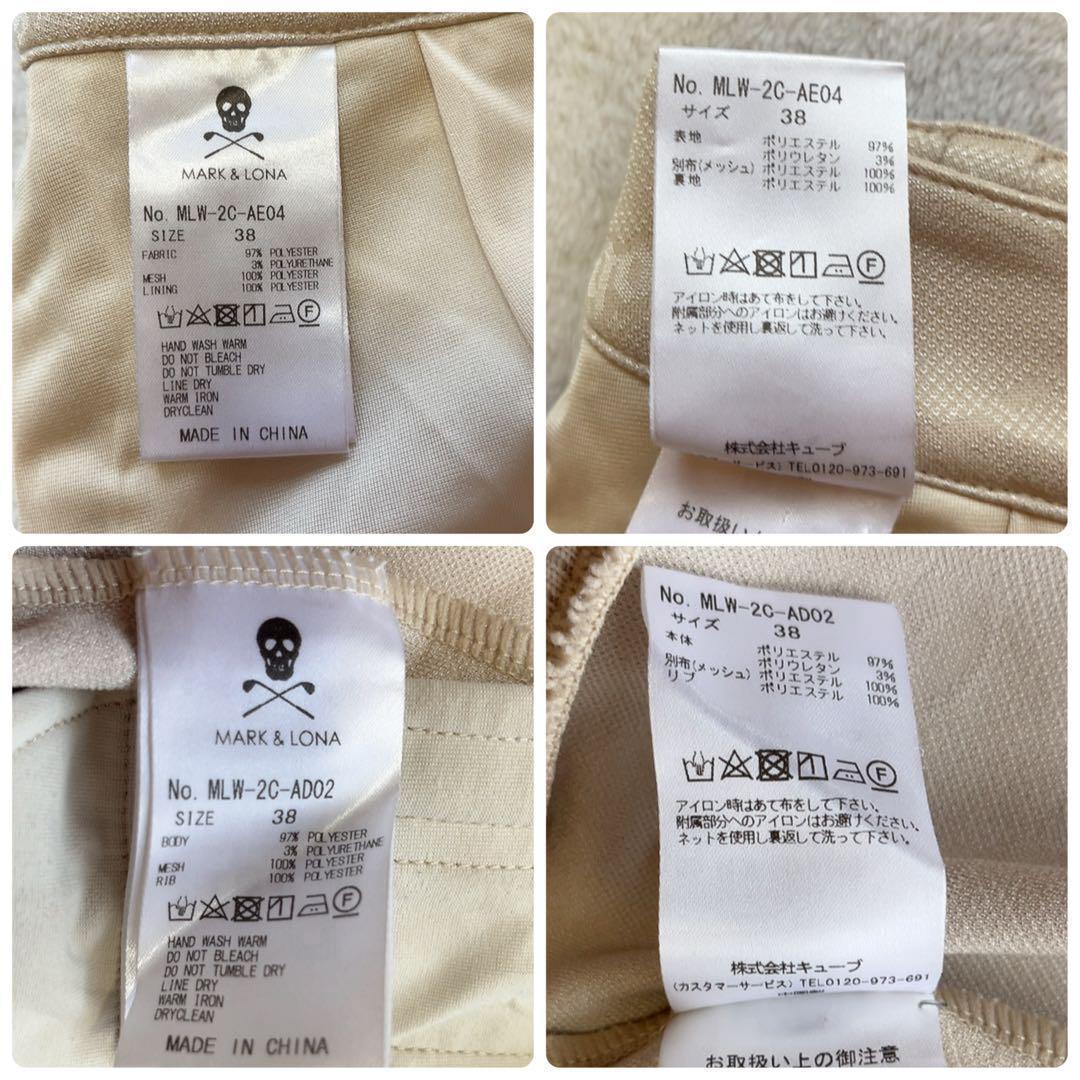 MARK & LONA
No. MLW-2C-AE04
SIZE 38
FABRIC 97% POLYESTER
3% POLYURETHANE
MESH 100% POLYESTER
LINING 100% POLYESTER
F
HAND WASH WARM
DO NOT BLEACH
DO NOT TUMBLE DRY
LINE DRY
WARM IRON
DRYCLEAN
MADE IN CHINA
No. MLW-2C-AE04
サイズ 38
表地 ポリエステル 97%
ポリウレタン 3%
別布(メッシュ) ポリエステル 100%
裏地 ポリエステル 100%
F
アイロン時はあて布をして下さい。
附属部分へのアイロンはお避けください。
ネットを使用し裏返して洗って下さい。
株式会社キューブ
ーサービス) TEL0120-973-691
お取扱い
MARK & LONA
No. MLW-2C-AD02
SIZE 38
BODY 97% POLYESTER
3% POLYURETHANE
MESH 100% POLYESTER
RIB 100% POLYESTER
F
HAND WASH WARM
DO NOT BLEACH
DO NOT TUMBLE DRY
LINE DRY
WARM IRON
DRYCLEAN
MADE IN CHINA
No. MLW-2C-AD02
サイズ 38
本体 ポリエステル 97%
ポリウレタン 3%
別布(メッシュ) ポリエステル 100%
リブ ポリエステル 100%
F
アイロン時はあて布をして下さい。
附属部分へのアイロンはお避けください。
ネットを使用し裏返して洗って下さい。
株式会社キューブ
(カスタマーサービス) TEL0120-973-691
お取扱い上の御注意